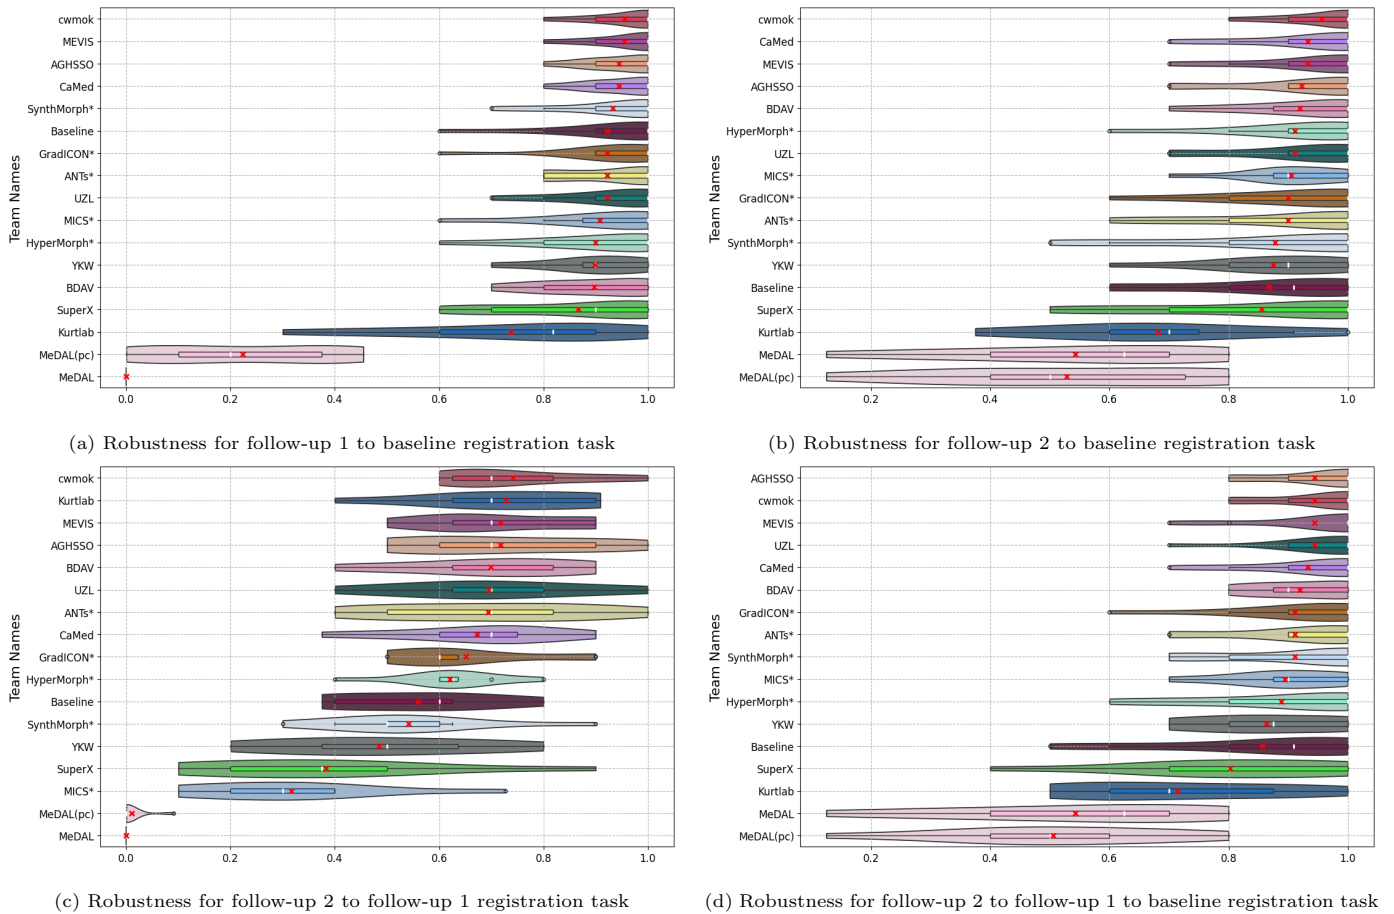 Team Names
cwmok
MEVIS
AGHSSO
CaMed
SynthMorph*
Baseline
GradICON*
ANTs*
UZL
MICS*
HyperMorph*
YKW
BDAV
SuperX
Kurtlab
MeDAL(pc)
MeDAL
0.0 0.2 0.4 0.6 0.8 1.0
(a) Robustness for follow-up 1 to baseline registration task
Team Names
cwmok
CaMed
MEVIS
AGHSSO
BDAV
HyperMorph*
UZL
MICS*
GradICON*
ANTs*
SynthMorph*
YKW
Baseline
SuperX
Kurtlab
MeDAL
MeDAL(pc)
0.2 0.4 0.6 0.8 1.0
(b) Robustness for follow-up 2 to baseline registration task
Team Names
cwmok
Kurtlab
MEVIS
AGHSSO
BDAV
UZL
ANTs*
CaMed
GradICON*
HyperMorph*
Baseline
SynthMorph*
YKW
SuperX
MICS*
MeDAL(pc)
MeDAL
0.0 0.2 0.4 0.6 0.8 1.0
(c) Robustness for follow-up 2 to follow-up 1 registration task
Team Names
AGHSSO
cwmok
MEVIS
UZL
CaMed
BDAV
GradICON*
ANTs*
SynthMorph*
MICS*
HyperMorph*
YKW
Baseline
SuperX
Kurtlab
MeDAL
MeDAL(pc)
0.2 0.4 0.6 0.8 1.0
(d) Robustness for follow-up 2 to follow-up 1 to baseline registration task